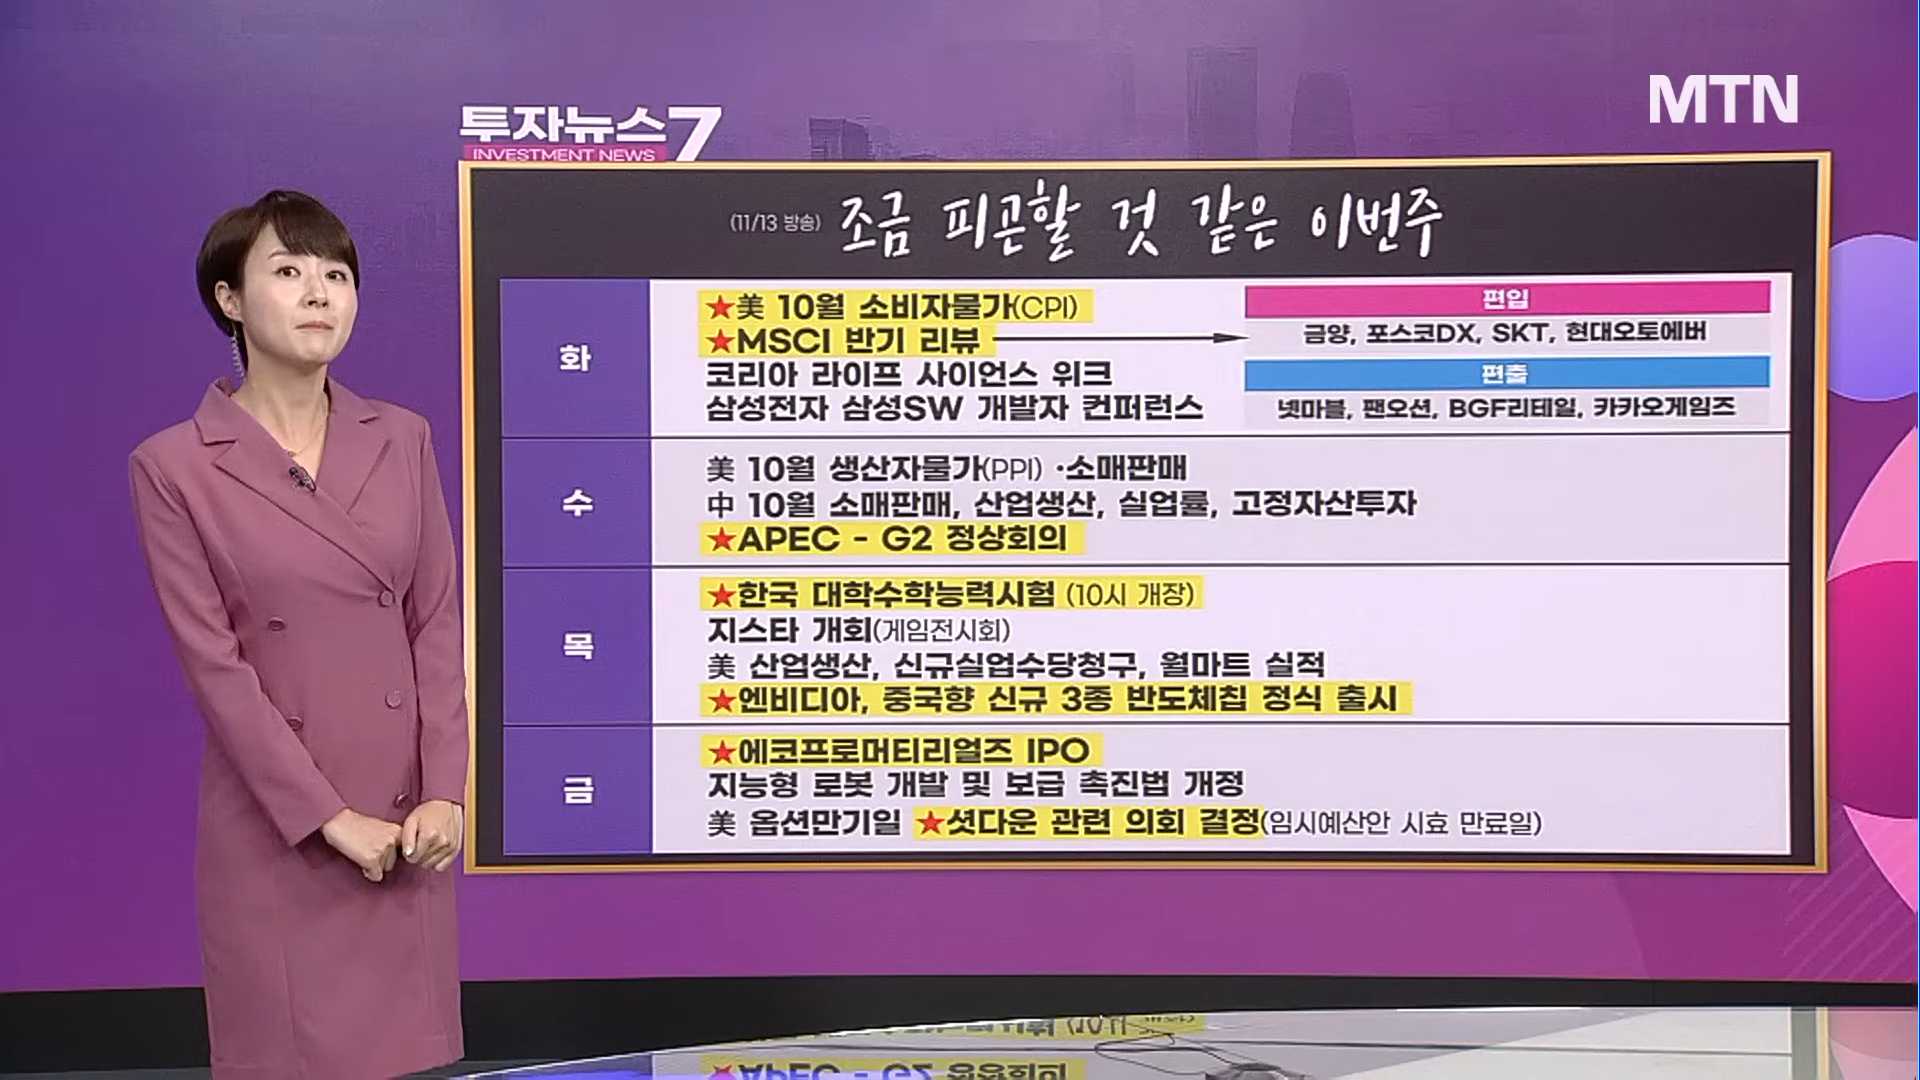 MTN
투자뉴스7
INVESTMENT NEWS
(11/13 방송) 조금 피곤할 것 같은 이번주
화
★美 10월 소비자물가(CPI)
★MSCI 반기 리뷰
코리아 라이프 사이언스 위크
삼성전자 삼성SW 개발자 컨퍼런스
편입
금양, 포스코DX, SKT, 현대오토에버
편출
넷마블, 팬오션, BGF리테일, 카카오게임즈
수
美 10월 생산자물가(PPI) ·소매판매
中 10월 소매판매, 산업생산, 실업률, 고정자산투자
★APEC - G2 정상회의
목
★한국 대학수학능력시험 (10시 개장)
지스타 개회(게임전시회)
美 산업생산, 신규실업수당청구, 월마트 실적
★엔비디아, 중국향 신규 3종 반도체칩 정식 출시
금
★에코프로머티리얼즈 IPO
지능형 로봇 개발 및 보급 촉진법 개정
美 옵션만기일 ★셧다운 관련 의회 결정(임시예산안 시효 만료일)